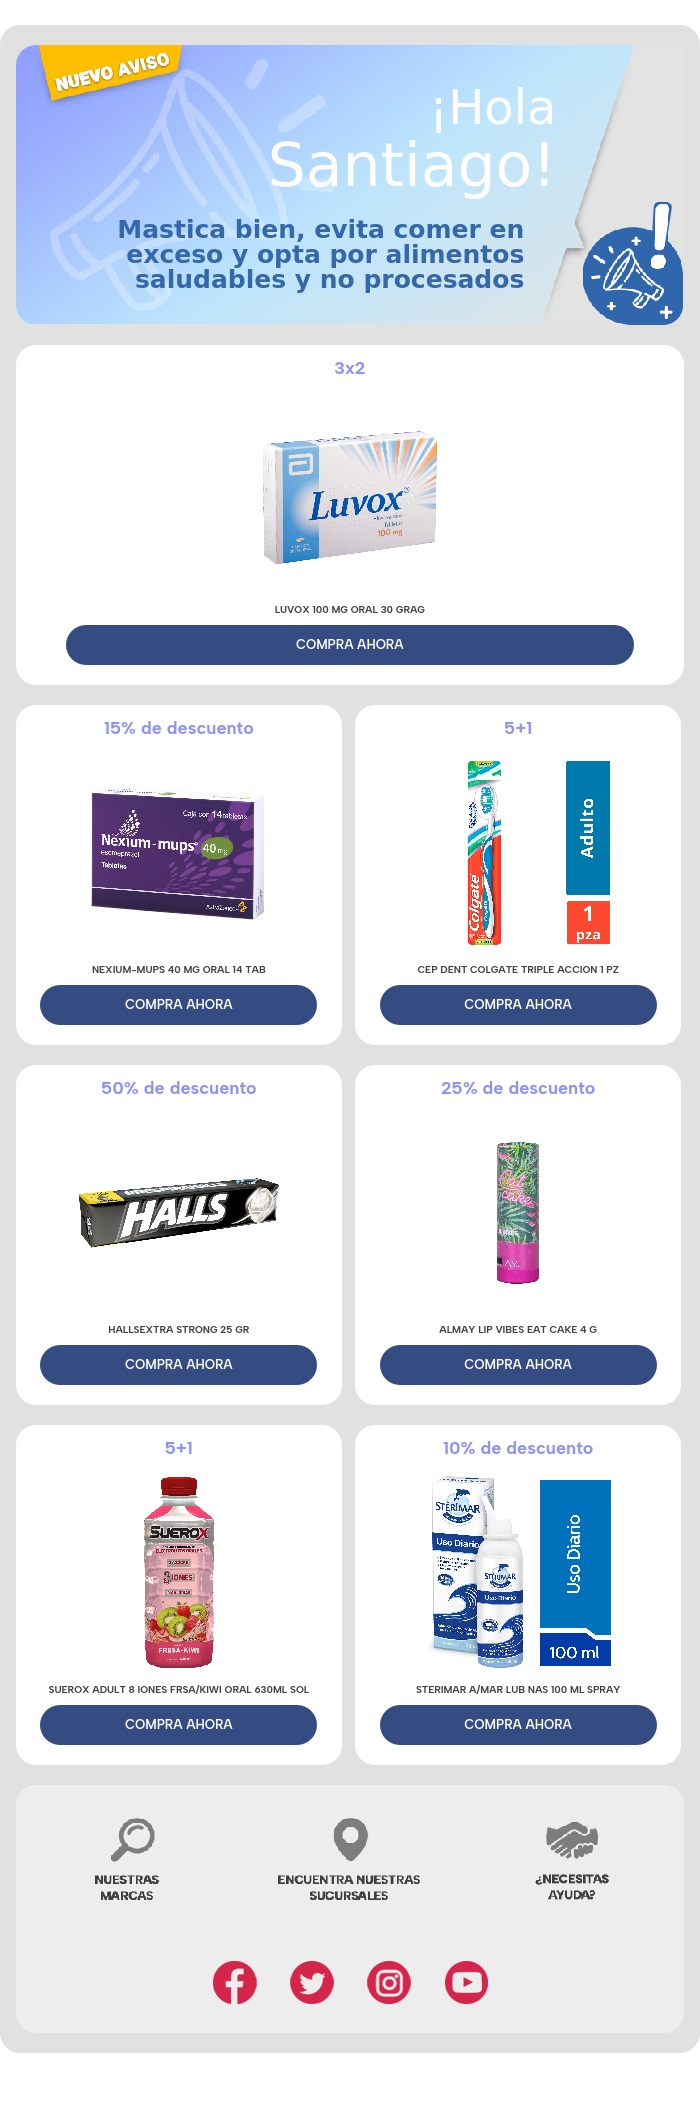 NUEVO AVISO
¡Hola
Santiago!
Mastica bien, evita comer en
exceso y opta por alimentos
saludables y no procesados
3x2
Luvox
100 mg
LUVOX 100 MG ORAL 30 GRAG
COMPRA AHORA
15% de descuento
Caja con 14 tabletas
Nexium-mups®
40 mg
esomeprazol
Tabletas
AstraZeneca
NEXIUM-MUPS 40 MG ORAL 14 TAB
COMPRA AHORA
5+1
Colgate
Adulto
1
pza
CEP DENT COLGATE TRIPLE ACCION 1 PZ
COMPRA AHORA
50% de descuento
HALLS
HALLSEXTRA STRONG 25 GR
COMPRA AHORA
25% de descuento
Eat
cake
ALMAY LIP VIBES EAT CAKE 4 G
COMPRA AHORA
5+1
SUEROX
ELECTROLITOS ORALES
8 IONES
FRESA-KIWI
SUEROX ADULT 8 IONES FRSA/KIWI ORAL 630ML SOL
COMPRA AHORA
10% de descuento
STERIMAR
Uso Diario
STERIMAR
Uso Diario
Uso Diario
100 ml
STERIMAR A/MAR LUB NAS 100 ML SPRAY
COMPRA AHORA
NUESTRAS
MARCAS
ENCUENTRA NUESTRAS
SUCURSALES
¿NECESITAS
AYUDA?